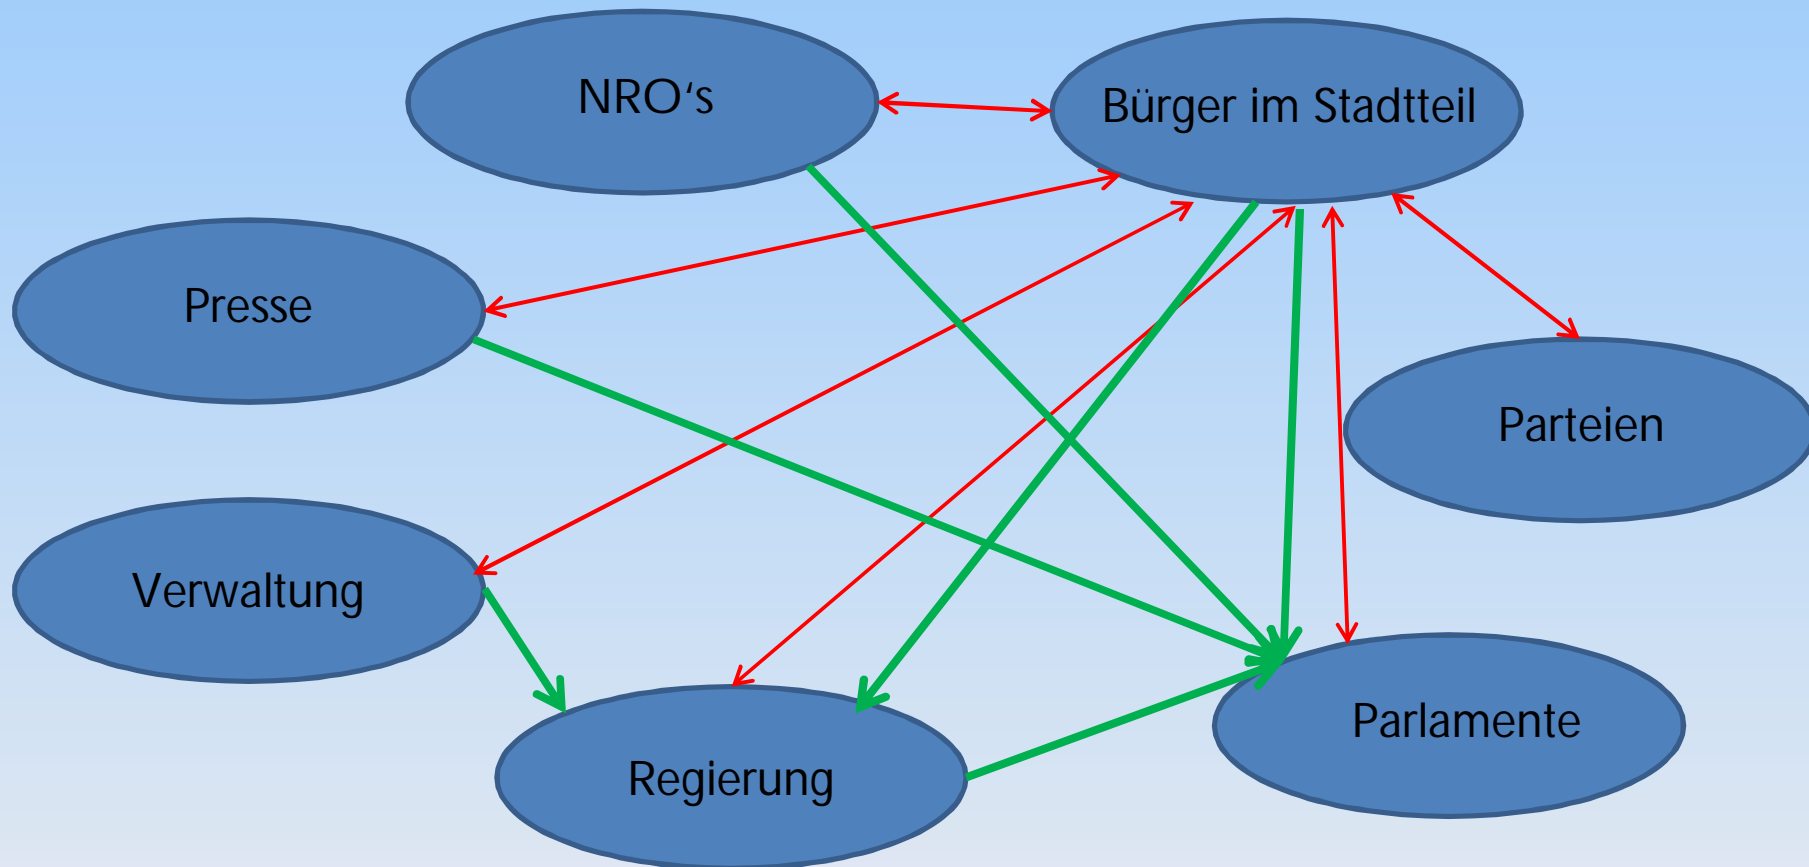 NRO‘s
Bürger im Stadtteil
Presse
Parteien
Verwaltung
Parlamente
Regierung